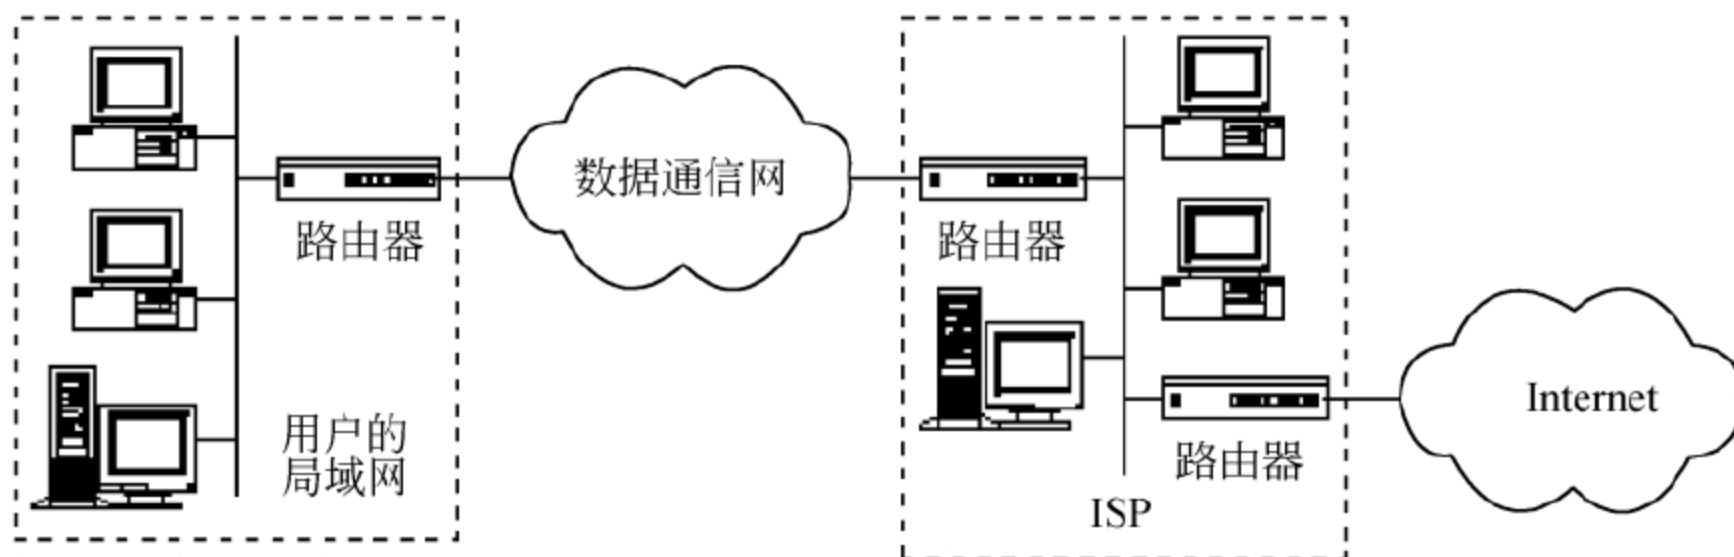 路由器
用户的
局域网
数据通信网
路由器
路由器
ISP
Internet